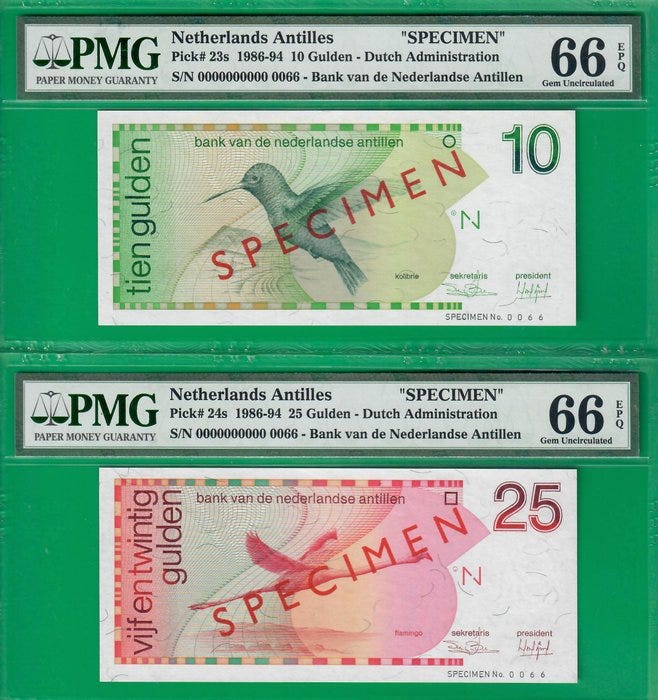 PMG
PAPER MONEY GUARANTY
Netherlands Antilles "SPECIMEN"
Pick# 23s 1986-94 10 Gulden - Dutch Administration
S/N 0000000000 0066 - Bank van de Nederlandse Antillen
66 EPQ
Gem Uncirculated
tien gulden
bank van de nederlandse antillen
10
SPECIMEN
N
kolibrie
sekretaris
president
SPECIMEN No. 0066
PMG
PAPER MONEY GUARANTY
Netherlands Antilles "SPECIMEN"
Pick# 24s 1986-94 25 Gulden - Dutch Administration
S/N 0000000000 0066 - Bank van de Nederlandse Antillen
66 EPQ
Gem Uncirculated
vijf en twintig
gulden
bank van de nederlandse antillen
25
SPECIMEN
N
flamingo
sekretaris
president
SPECIMEN No. 0066